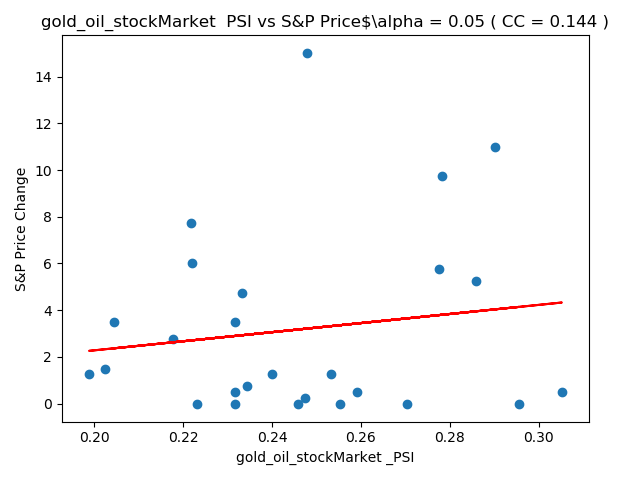 gold_oil_stockMarket  PSI vs S&P Price$\alpha = 0.05 ( CC = 0.144 )
14
12
10
8
6
4
2
0
S&P Price Change
0.20 0.22 0.24 0.26 0.28 0.30
gold_oil_stockMarket _PSI